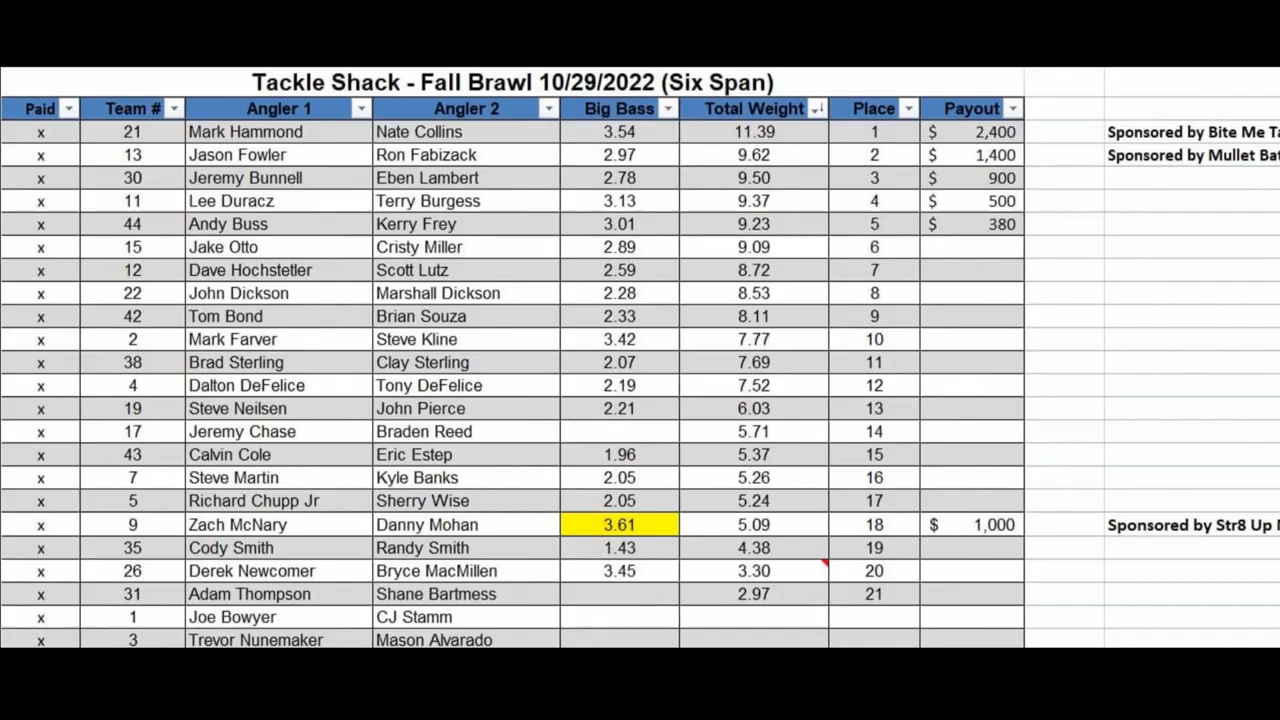 Tackle Shack - Fall Brawl 10/29/2022 (Six Span)
Paid Team # Angler 1 Angler 2 Big Bass Total Weight Place Payout
x 21 Mark Hammond Nate Collins 3.54 11.39 1 $ 2,400 Sponsored by Bite Me
x 13 Jason Fowler Ron Fabizack 2.97 9.62 2 $ 1,400 Sponsored by Mullet
x 30 Jeremy Bunnell Eben Lambert 2.78 9.50 3 $ 900
x 11 Lee Duracz Terry Burgess 3.13 9.37 4 $ 500
x 44 Andy Buss Kerry Frey 3.01 9.23 5 $ 380
x 15 Jake Otto Cristy Miller 2.89 9.09 6
x 12 Dave Hochstetler Scott Lutz 2.59 8.72 7
x 22 John Dickson Marshall Dickson 2.28 8.53 8
x 42 Tom Bond Brian Souza 2.33 8.11 9
x 2 Mark Farver Steve Kline 3.42 7.77 10
x 38 Brad Sterling Clay Sterling 2.07 7.69 11
x 4 Dalton DeFelice Tony DeFelice 2.19 7.52 12
x 19 Steve Neilsen John Pierce 2.21 6.03 13
x 17 Jeremy Chase Braden Reed 5.71 14
x 43 Calvin Cole Eric Estep 1.96 5.37 15
x 7 Steve Martin Kyle Banks 2.05 5.26 16
x 5 Richard Chupp Jr Sherry Wise 2.05 5.24 17
x 9 Zach McNary Danny Mohan 3.61 5.09 18 $ 1,000 Sponsored by Str8 Up
x 35 Cody Smith Randy Smith 1.43 4.38 19
x 26 Derek Newcomer Bryce MacMillen 3.45 3.30 20
x 31 Adam Thompson Shane Bartmess 2.97 21
x 1 Joe Bowyer CJ Stamm
x 3 Trevor Nunemaker Mason Alvarado